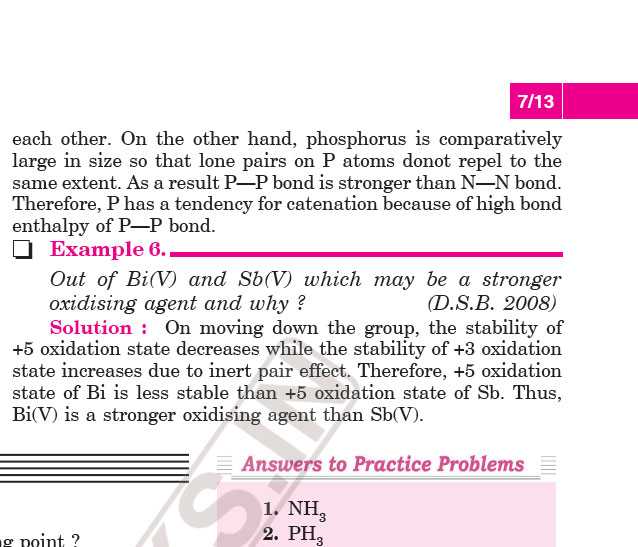 7/13
each other. On the other hand, phosphorus is comparatively
large in size so that lone pairs on P atoms donot repel to the
same extent. As a result P—P bond is stronger than N—N bond.
Therefore, P has a tendency for catenation because of high bond
enthalpy of P—P bond.
❑ Example 6.
Out of Bi(V) and Sb(V) which may be a stronger
oxidising agent and why ? (D.S.B. 2008)
Solution : On moving down the group, the stability of
+5 oxidation state decreases while the stability of +3 oxidation
state increases due to inert pair effect. Therefore, +5 oxidation
state of Bi is less stable than +5 oxidation state of Sb. Thus,
Bi(V) is a stronger oxidising agent than Sb(V).
Answers to Practice Problems
1. NH₃
2. PH₃
point ?